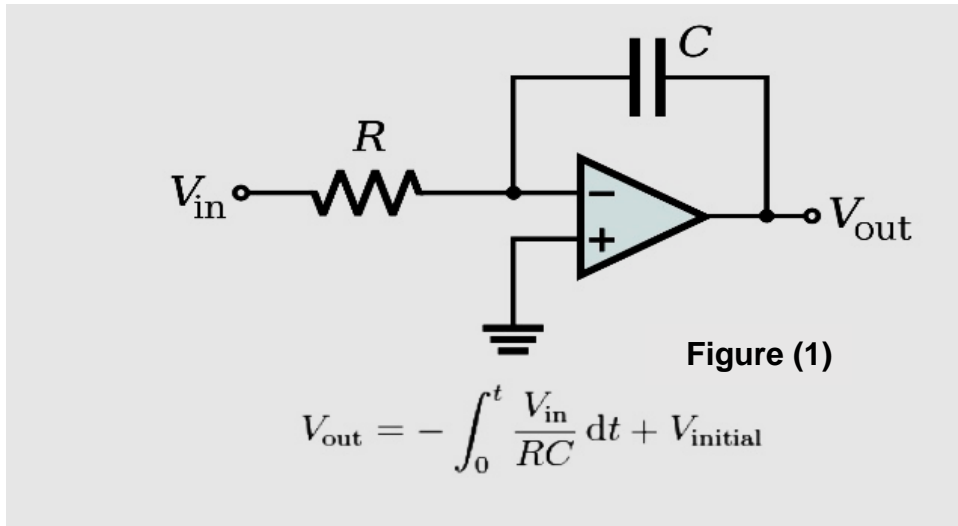 C
R
V_in
−
+
V_out
Figure (1)
V_out = − ∫_0^t V_in/RC dt + V_initial